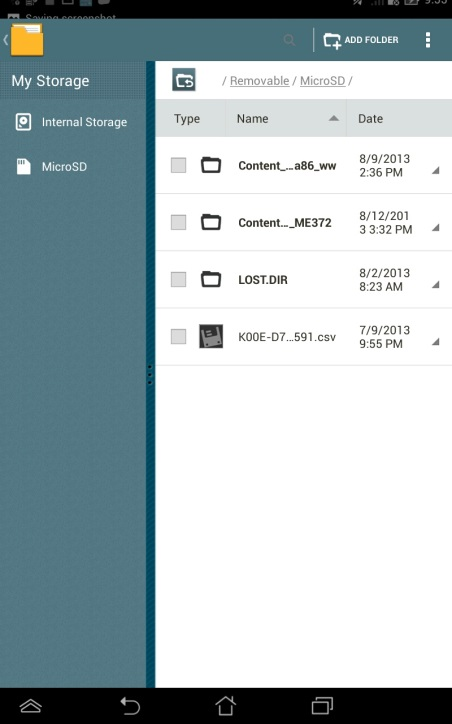 Saving screenshot
ADD FOLDER
My Storage
Internal Storage
MicroSD
/ Removable / MicroSD /
Type Name Date
Content_...a86_ww 8/9/2013
2:36 PM
Content..._ME372 8/12/201
3 3:32 PM
LOST.DIR 8/2/2013
8:23 AM
K00E-D7...591.csv 7/9/2013
9:55 PM